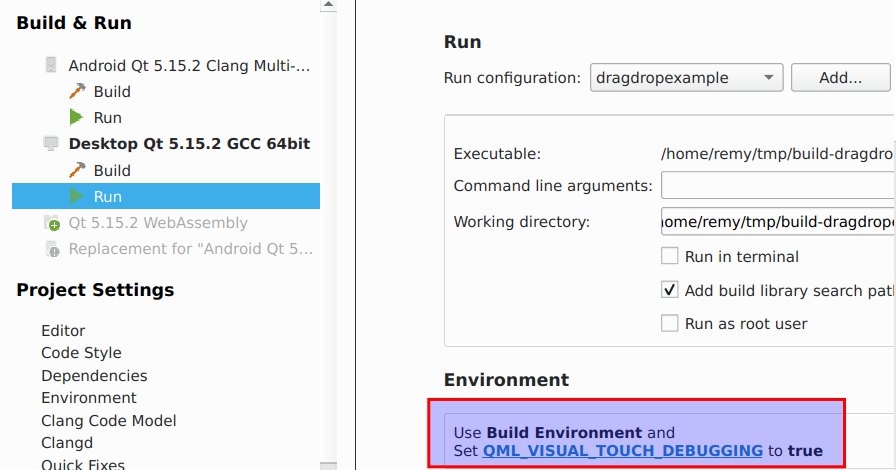 Build & Run
Android Qt 5.15.2 Clang Multi-...
Build
Run
Desktop Qt 5.15.2 GCC 64bit
Build
Run
Qt 5.15.2 WebAssembly
Replacement for "Android Qt 5...
Project Settings
Editor
Code Style
Dependencies
Environment
Clang Code Model
Clangd
Quick Fixes
Run
Run configuration: dragdropexample Add...
Executable: /home/remy/tmp/build-dragdro
Command line arguments:
Working directory: home/remy/tmp/build-dragdrope
Run in terminal
Add build library search pat
Run as root user
Environment
Use Build Environment and
Set QML_VISUAL_TOUCH_DEBUGGING to true